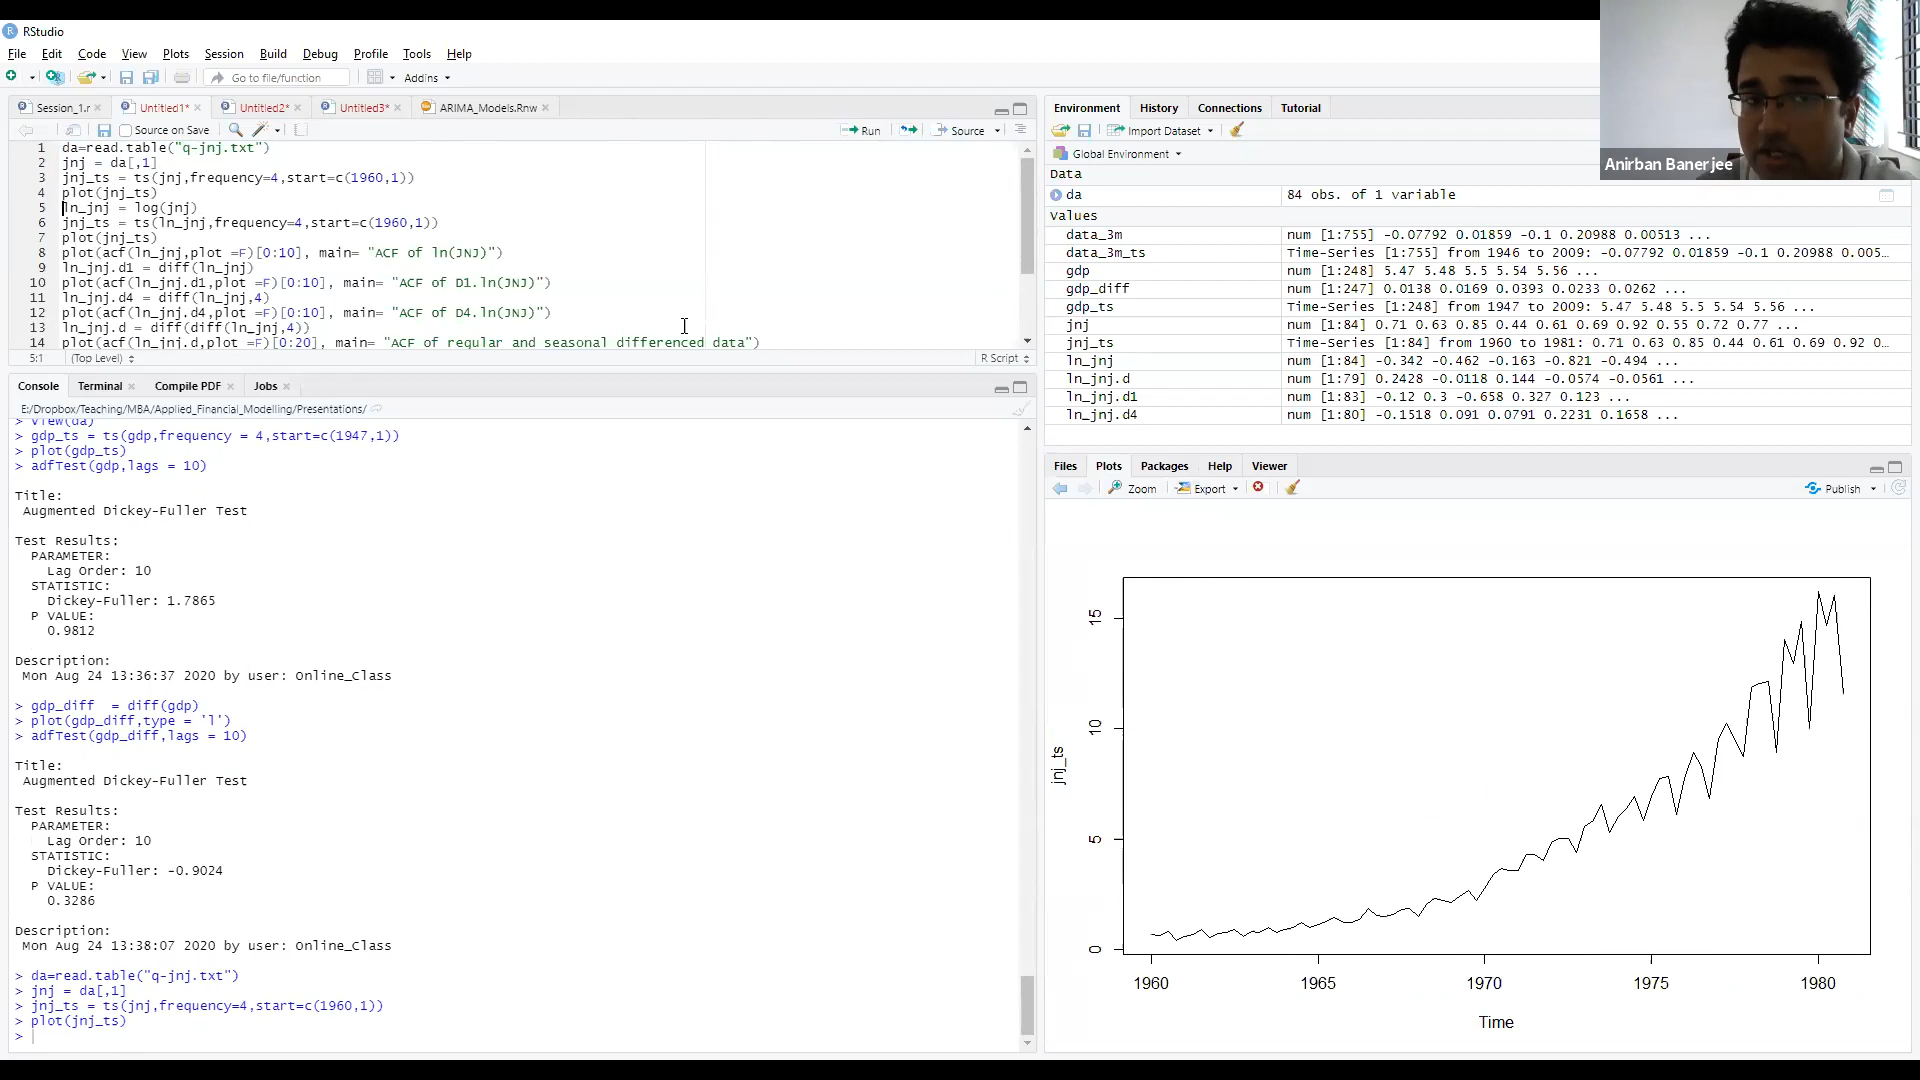 RStudio
File Edit Code View Plots Session Build Debug Profile Tools Help
Go to file/function Addins
Session_1.r Untitled1* Untitled2* Untitled3* ARIMA_Models.Rnw
Source on Save Run Source
1 da=read.table("q-jnj.txt")
2 jnj = da[,1]
3 jnj_ts = ts(jnj,frequency=4,start=c(1960,1))
4 plot(jnj_ts)
5 ln_jnj = log(jnj)
6 jnj_ts = ts(ln_jnj,frequency=4,start=c(1960,1))
7 plot(jnj_ts)
8 plot(acf(ln_jnj,plot =F)[0:10], main= "ACF of ln(JNJ)")
9 ln_jnj.d1 = diff(ln_jnj)
10 plot(acf(ln_jnj.d1,plot =F)[0:10], main= "ACF of D1.ln(JNJ)")
11 ln_jnj.d4 = diff(ln_jnj,4)
12 plot(acf(ln_jnj.d4,plot =F)[0:10], main= "ACF of D4.ln(JNJ)")
13 ln_jnj.d = diff(diff(ln_jnj,4))
14 plot(acf(ln_jnj.d,plot =F)[0:20], main= "ACF of regular and seasonal differenced data")
5:1 (Top Level) R Script
Console Terminal Compile PDF Jobs
E:/Dropbox/Teaching/MBA/Applied_Financial_Modelling/Presentations/
> View(da)
> gdp_ts = ts(gdp,frequency = 4,start=c(1947,1))
> plot(gdp_ts)
> adfTest(gdp,lags = 10)
Title:
Augmented Dickey-Fuller Test
Test Results:
PARAMETER:
Lag Order: 10
STATISTIC:
Dickey-Fuller: 1.7865
P VALUE:
0.9812
Description:
Mon Aug 24 13:36:37 2020 by user: Online_Class
> gdp_diff  = diff(gdp)
> plot(gdp_diff,type = 'l')
> adfTest(gdp_diff,lags = 10)
Title:
Augmented Dickey-Fuller Test
Test Results:
PARAMETER:
Lag Order: 10
STATISTIC:
Dickey-Fuller: -0.9024
P VALUE:
0.3286
Description:
Mon Aug 24 13:38:07 2020 by user: Online_Class
> da=read.table("q-jnj.txt")
> jnj = da[,1]
> jnj_ts = ts(jnj,frequency=4,start=c(1960,1))
> plot(jnj_ts)
>
Environment History Connections Tutorial
Import Dataset
Global Environment
Data
da 84 obs. of 1 variable
Values
data_3m num [1:755] -0.07792 0.01859 -0.1 0.20988 0.00513 ...
data_3m_ts Time-Series [1:755] from 1946 to 2009: -0.07792 0.01859 -0.1 0.20988 0.005...
gdp num [1:248] 5.47 5.48 5.5 5.54 5.56 ...
gdp_diff num [1:247] 0.0138 0.0169 0.0393 0.0233 0.0262 ...
gdp_ts Time-Series [1:248] from 1947 to 2009: 5.47 5.48 5.5 5.54 5.56 ...
jnj num [1:84] 0.71 0.63 0.85 0.44 0.61 0.69 0.92 0.55 0.72 0.77 ...
jnj_ts Time-Series [1:84] from 1960 to 1981: 0.71 0.63 0.85 0.44 0.61 0.69 0.92 0...
ln_jnj num [1:84] -0.342 -0.462 -0.163 -0.821 -0.494 ...
ln_jnj.d num [1:79] 0.2428 -0.0118 0.144 -0.0574 -0.0561 ...
ln_jnj.d1 num [1:83] -0.12 0.3 -0.658 0.327 0.123 ...
ln_jnj.d4 num [1:80] -0.1518 0.091 0.0791 0.2231 0.1658 ...
Files Plots Packages Help Viewer
Zoom Export Publish
15
10
5
0
jnj_ts
1960 1965 1970 1975 1980
Time
Anirban Banerjee